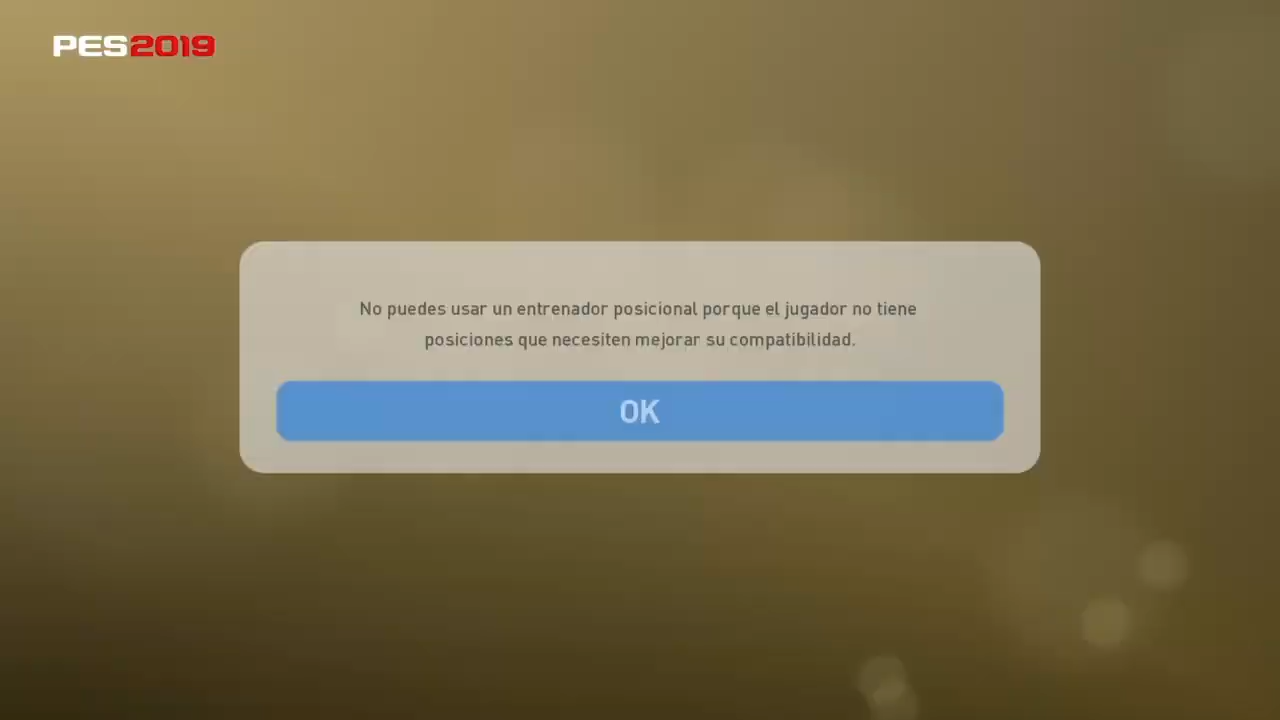 PES2019
No puedes usar un entrenador posicional porque el jugador no tiene
posiciones que necesiten mejorar su compatibilidad.
OK